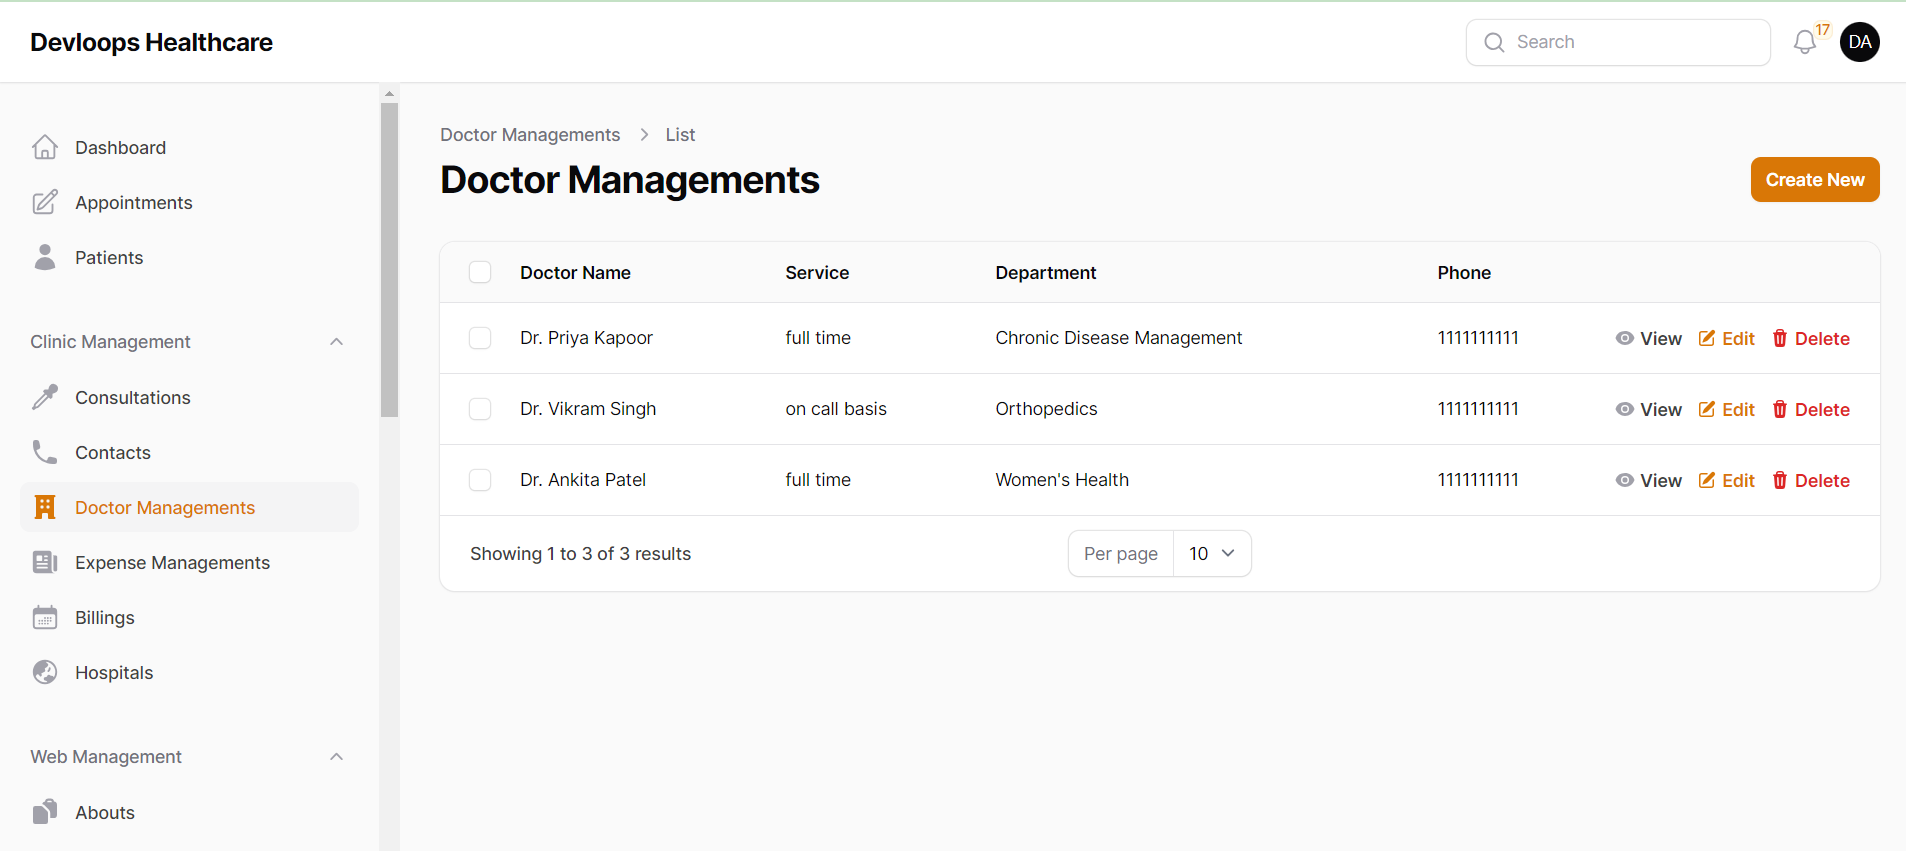 Devloops Healthcare
Search
17
DA
Dashboard
Appointments
Patients
Clinic Management
Consultations
Contacts
Doctor Managements
Expense Managements
Billings
Hospitals
Web Management
Abouts
Doctor Managements > List
Doctor Managements
Create New
Doctor Name Service Department Phone
Dr. Priya Kapoor full time Chronic Disease Management 1111111111 View Edit Delete
Dr. Vikram Singh on call basis Orthopedics 1111111111 View Edit Delete
Dr. Ankita Patel full time Women's Health 1111111111 View Edit Delete
Showing 1 to 3 of 3 results Per page 10